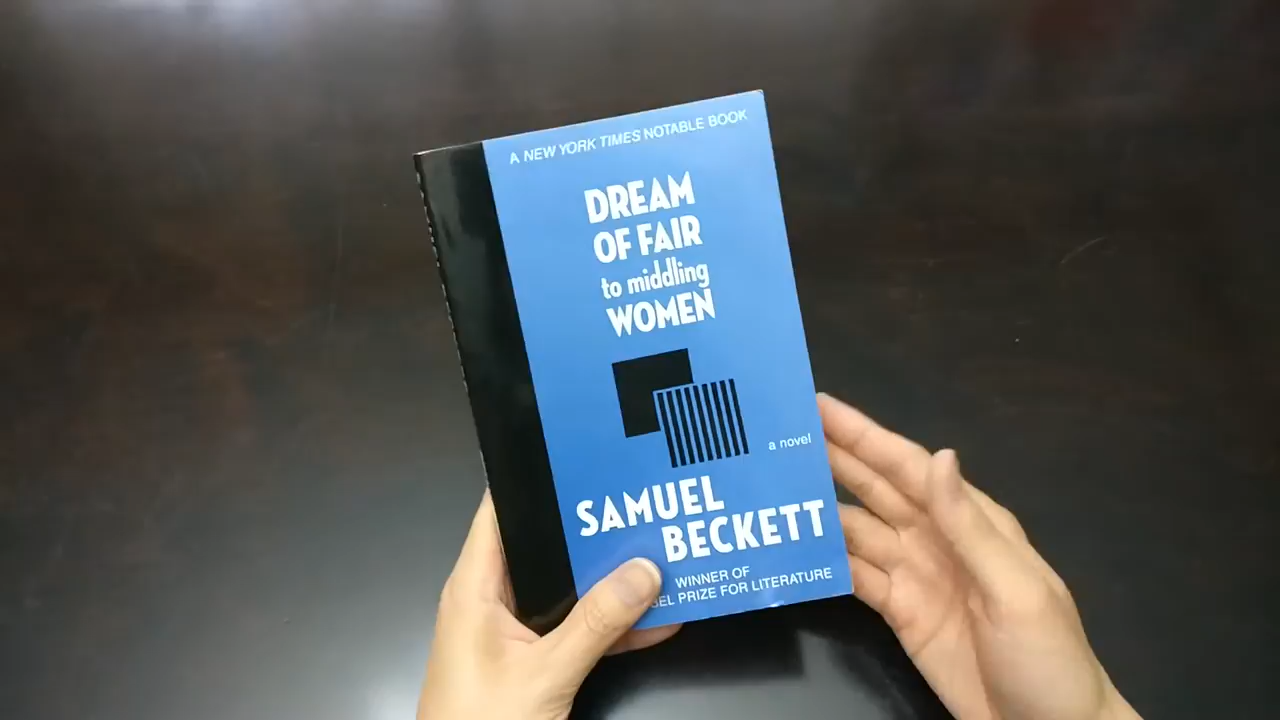 A NEW YORK TIMES NOTABLE BOOK
DREAM
OF FAIR
to middling
WOMEN
a novel
SAMUEL
BECKETT
WINNER OF
PRIZE FOR LITERATURE